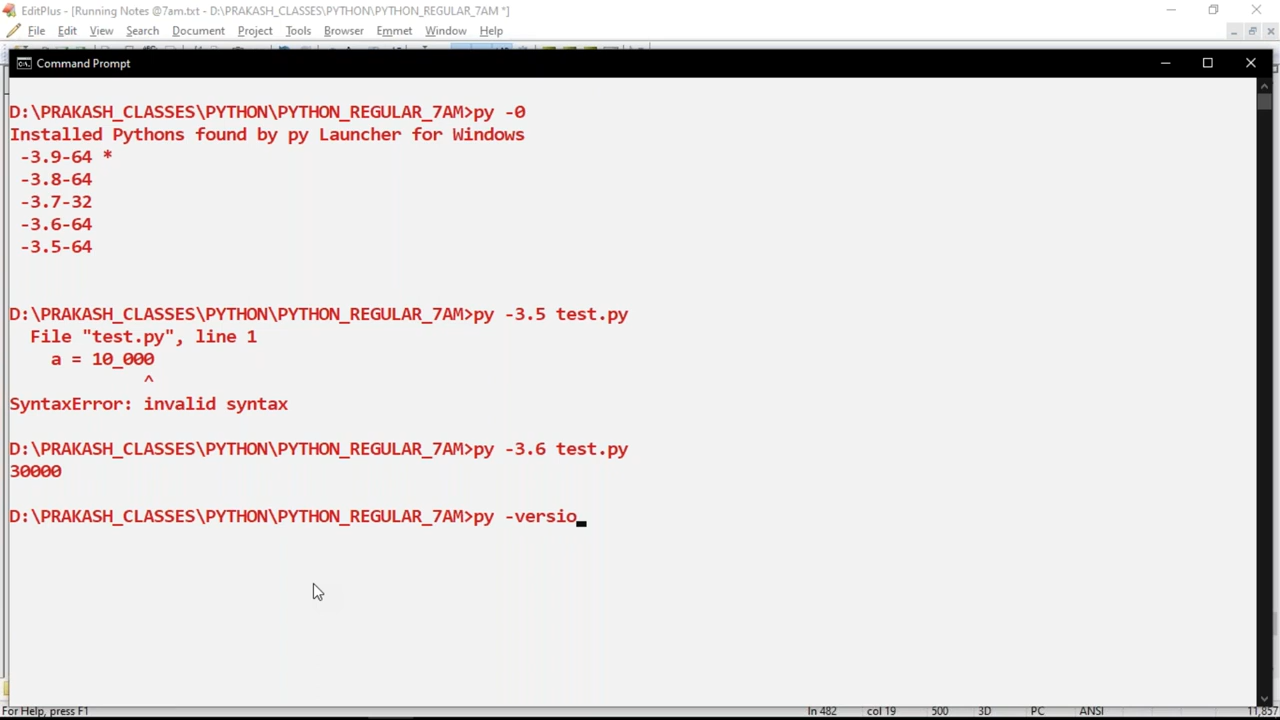 EditPlus - [Running Notes @7am.txt - D:\PRAKASH_CLASSES\PYTHON\PYTHON_REGULAR_7AM *]
File Edit View Search Document Project Tools Browser Emmet Window Help
Command Prompt
D:\PRAKASH_CLASSES\PYTHON\PYTHON_REGULAR_7AM>py -0
Installed Pythons found by py Launcher for Windows
-3.9-64 *
-3.8-64
-3.7-32
-3.6-64
-3.5-64
D:\PRAKASH_CLASSES\PYTHON\PYTHON_REGULAR_7AM>py -3.5 test.py
File "test.py", line 1
a = 10_000
^
SyntaxError: invalid syntax
D:\PRAKASH_CLASSES\PYTHON\PYTHON_REGULAR_7AM>py -3.6 test.py
30000
D:\PRAKASH_CLASSES\PYTHON\PYTHON_REGULAR_7AM>py -versio
For Help, press F1 ln 482 col 19 500 3D PC ANSI 11,857